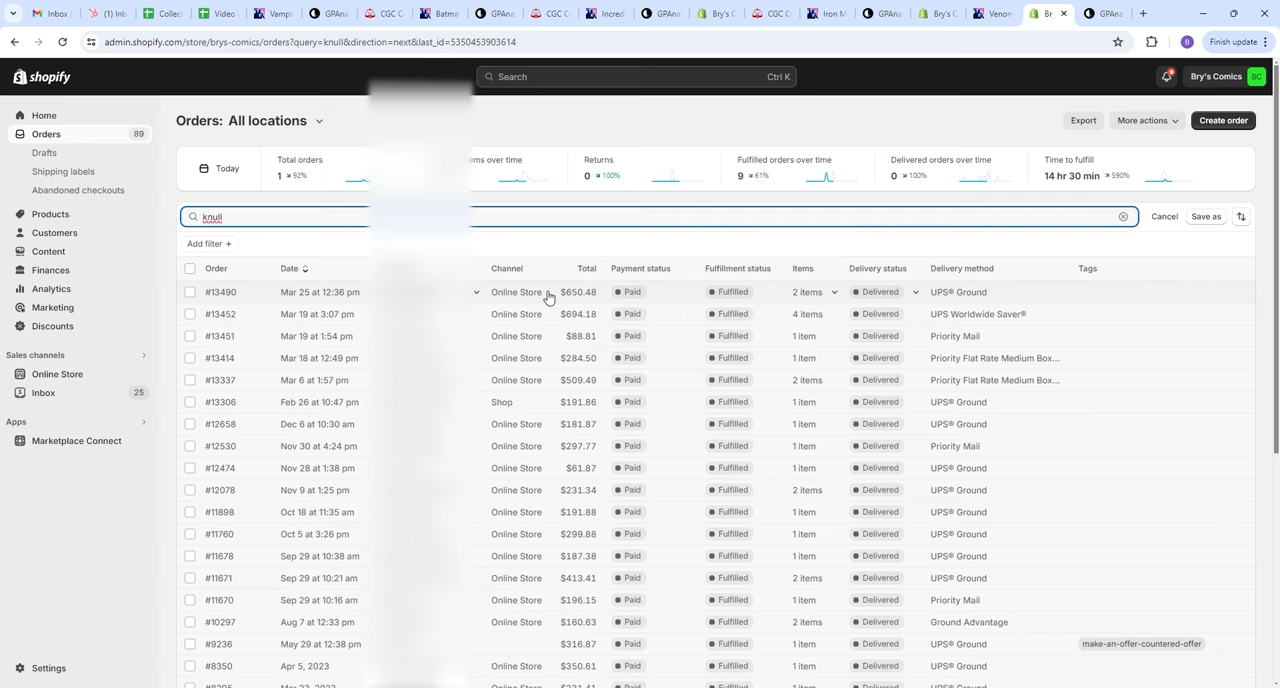 Inbox (
(1) Inb
Collect
Video
Vamp
GPAna
CGC C
Batma
GPAna
CGC C
Incred
GPAna
Bry's C
CGC C
Iron M
GPAna
Bry's C
Venom
Br
GPAna
admin.shopify.com/store/brys-comics/orders?query=knull&direction=next&last_id=5350453903614
B
Finish update
shopify
Search
Ctrl K
Bry's Comics
BC
Home
Orders 89
Drafts
Shipping labels
Abandoned checkouts
Products
Customers
Content
Finances
Analytics
Marketing
Discounts
Sales channels
Online Store
Inbox 25
Apps
Marketplace Connect
Settings
Orders: All locations
Export
More actions
Create order
Today
Total orders
1 92%
ems over time
Returns
0 100%
Fulfilled orders over time
9 61%
Delivered orders over time
0 100%
Time to fulfill
14 hr 30 min 590%
knull
Cancel
Save as
Add filter +
Order Date Channel Total Payment status Fulfillment status Items Delivery status Delivery method Tags
#13490 Mar 25 at 12:36 pm Online Store $650.48 Paid Fulfilled 2 items Delivered UPS® Ground
#13452 Mar 19 at 3:07 pm Online Store $694.18 Paid Fulfilled 4 items Delivered UPS Worldwide Saver®
#13451 Mar 19 at 1:54 pm Online Store $88.81 Paid Fulfilled 1 item Delivered Priority Mail
#13414 Mar 18 at 12:49 pm Online Store $284.50 Paid Fulfilled 1 item Delivered Priority Flat Rate Medium Box...
#13337 Mar 6 at 1:57 pm Online Store $509.49 Paid Fulfilled 2 items Delivered Priority Flat Rate Medium Box...
#13306 Feb 26 at 10:47 pm Shop $191.86 Paid Fulfilled 1 item Delivered UPS® Ground
#12658 Dec 6 at 10:30 am Online Store $181.87 Paid Fulfilled 1 item Delivered UPS® Ground
#12530 Nov 30 at 4:24 pm Online Store $297.77 Paid Fulfilled 1 item Delivered Priority Mail
#12474 Nov 28 at 1:38 pm Online Store $61.87 Paid Fulfilled 1 item Delivered UPS® Ground
#12078 Nov 9 at 1:25 pm Online Store $231.34 Paid Fulfilled 2 items Delivered UPS® Ground
#11898 Oct 18 at 11:35 am Online Store $191.88 Paid Fulfilled 1 item Delivered UPS® Ground
#11760 Oct 5 at 3:26 pm Online Store $299.88 Paid Fulfilled 1 item Delivered UPS® Ground
#11678 Sep 29 at 10:38 am Online Store $187.38 Paid Fulfilled 1 item Delivered UPS® Ground
#11671 Sep 29 at 10:21 am Online Store $413.41 Paid Fulfilled 2 items Delivered UPS® Ground
#11670 Sep 29 at 10:16 am Online Store $196.15 Paid Fulfilled 1 item Delivered Priority Mail
#10297 Aug 7 at 12:33 pm Online Store $160.63 Paid Fulfilled 2 items Delivered Ground Advantage
#9236 May 29 at 12:38 pm $316.87 Paid Fulfilled 1 item Delivered UPS® Ground make-an-offer-countered-offer
#8350 Apr 5, 2023 Online Store $350.61 Paid Fulfilled 1 item Delivered UPS® Ground